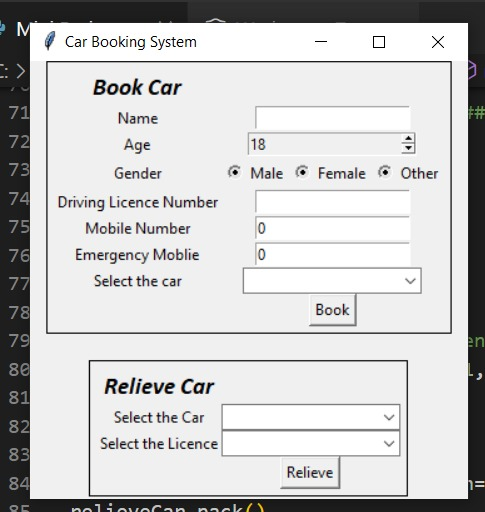 Car Booking System
Book Car
Name
Age 18
Gender Male Female Other
Driving Licence Number
Mobile Number 0
Emergency Moblie 0
Select the car
Book
Relieve Car
Select the Car
Select the Licence
Relieve
71
72
73
74
75
76
77
78
79
80
81
82
83
84
85 relieveCan.pack()